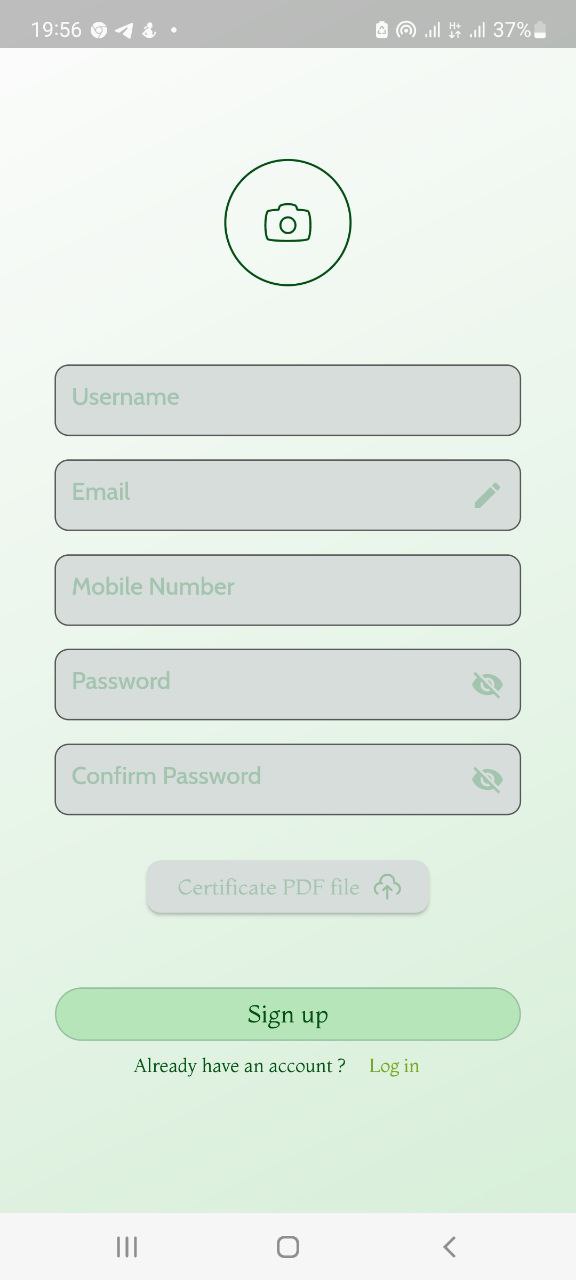 19:56 H+ 37%
Username
Email
Mobile Number
Password
Confirm Password
Certificate PDF file
Sign up
Already have an account ? Log in